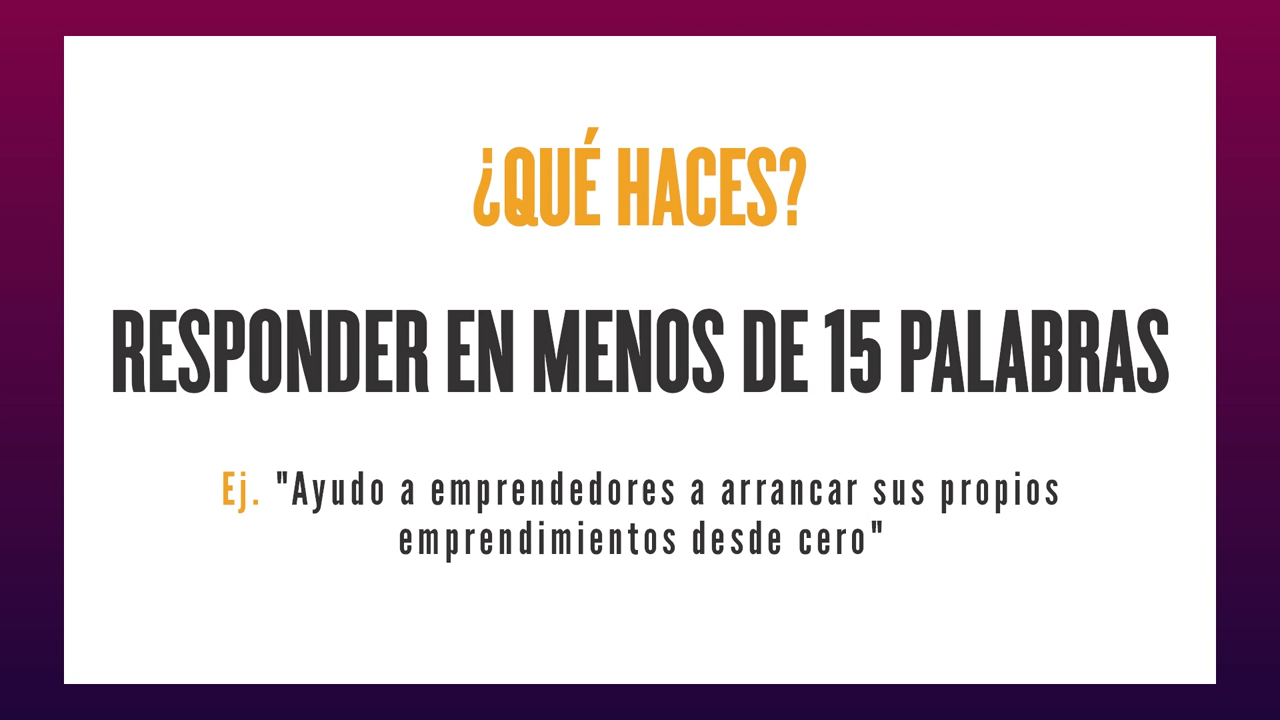 ¿QUÉ HACES?
RESPONDER EN MENOS DE 15 PALABRAS
Ej. "Ayudo a emprendedores a arrancar sus propios
emprendimientos desde cero"